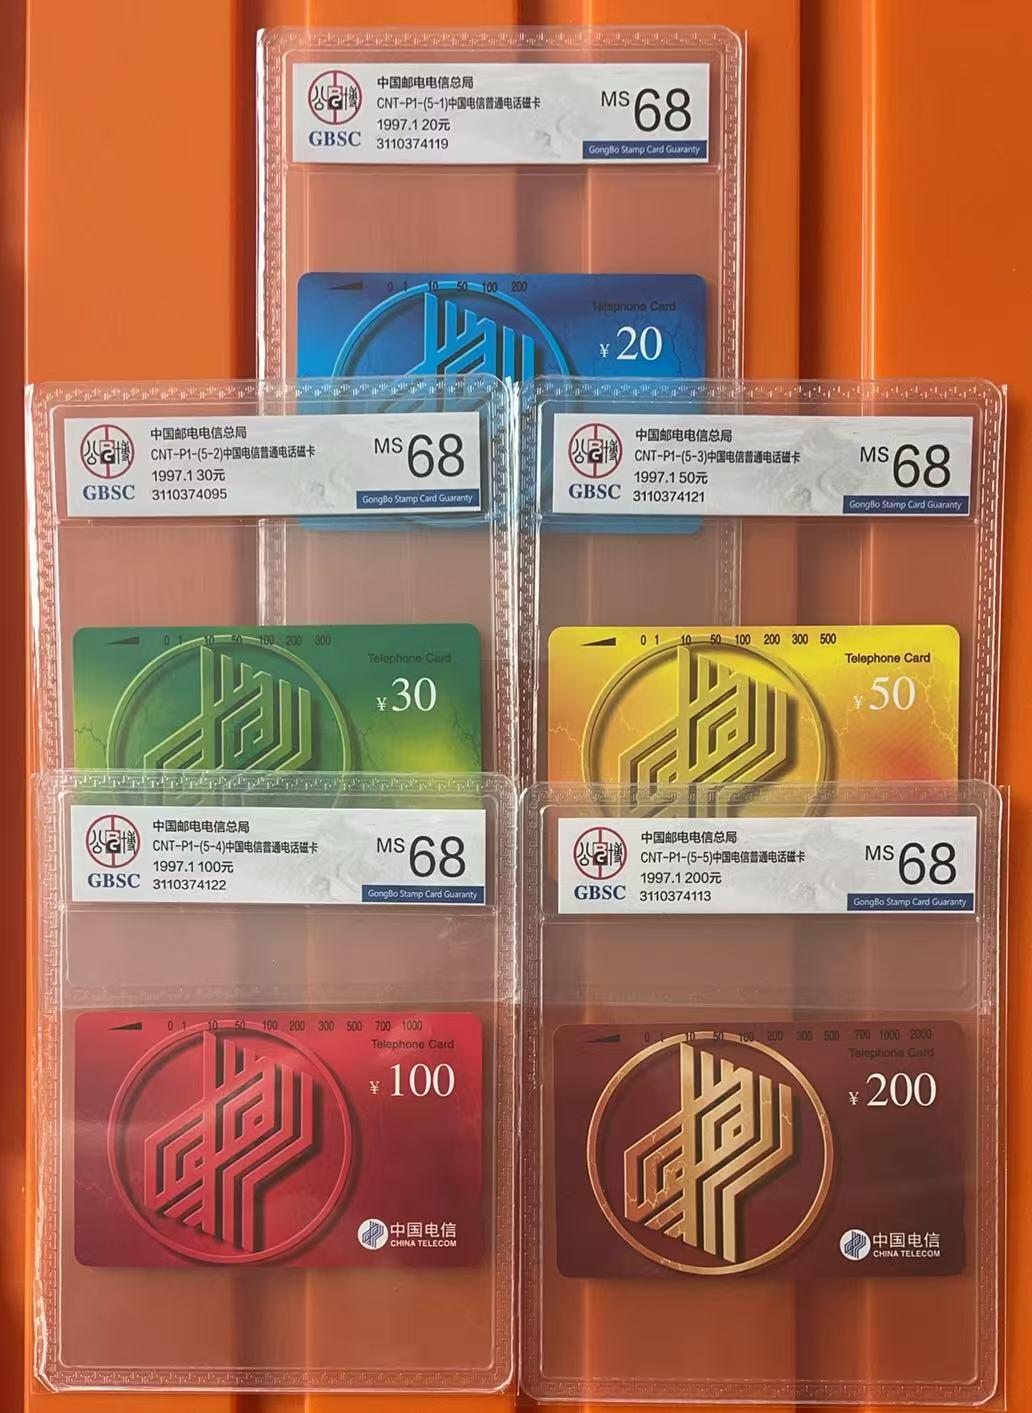 中国邮电电信总局
CNT-P1-(5-1)中国电信普通电话磁卡
1997.1 20元
3110374119
GBSC
MS 68
GongBo Stamp Card Guaranty
0 1 10 50 100 200
Telephone Card
¥ 20
中国邮电电信总局
CNT-P1-(5-2)中国电信普通电话磁卡
1997.1 30元
3110374095
GBSC
MS 68
GongBo Stamp Card Guaranty
0 1 10 50 100 200 300
Telephone Card
¥ 30
中国邮电电信总局
CNT-P1-(5-3)中国电信普通电话磁卡
1997.1 50元
3110374121
GBSC
MS 68
GongBo Stamp Card Guaranty
0 1 10 50 100 200 300 500
Telephone Card
¥ 50
中国邮电电信总局
CNT-P1-(5-4)中国电信普通电话磁卡
1997.1 100元
3110374122
GBSC
MS 68
GongBo Stamp Card Guaranty
0 1 10 50 100 200 300 500 700 1000
Telephone Card
¥ 100
中国电信
CHINA TELECOM
中国邮电电信总局
CNT-P1-(5-5)中国电信普通电话磁卡
1997.1 200元
3110374113
GBSC
MS 68
GongBo Stamp Card Guaranty
0 1 10 50 100 200 300 500 700 1000 2000
Telephone Card
¥ 200
中国电信
CHINA TELECOM